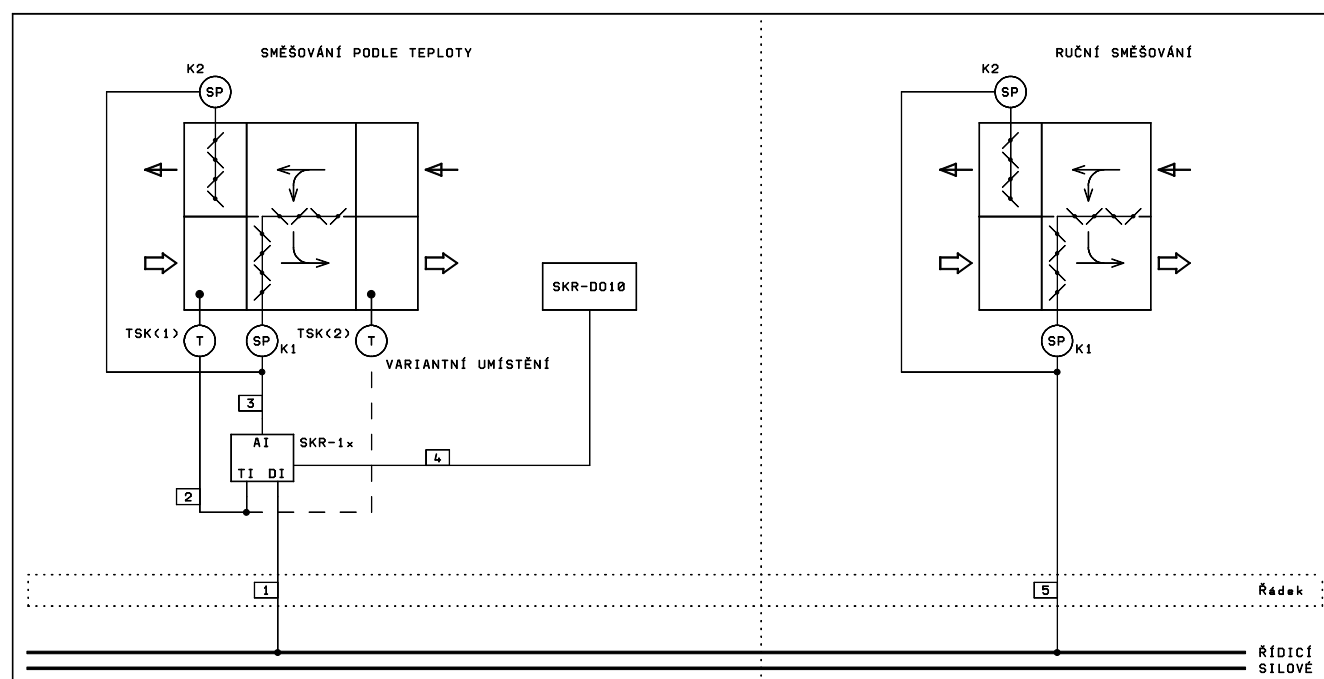 SMĚŠOVÁNÍ PODLE TEPLOTY
K2
SP
TSK(1)
T
SP
K1
TSK(2)
T
VARIANTNÍ UMÍSTĚNÍ
SKR-DO10
3
AI
SKR-1x
TI DI
4
2
1
RUČNÍ SMĚŠOVÁNÍ
K2
SP
SP
K1
5
Řádek
ŘÍDICÍ
SILOVÉ